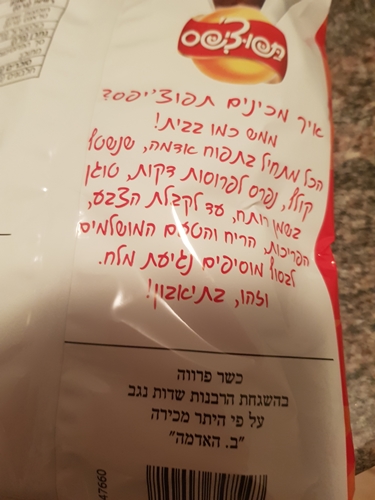 תפוצ'יפס
איך מכינים תפוצ'ייפס?
ממש כמו בבית!
הכל מתחיל בתפוח אדמה, שנשטף
קולף, נפרס לפרוסות דקות, טוגן
בשמן רותח, עד לקבלת הצבע,
הפריכות, הריח והטעם המושלמים
לבסוף מוסיפים נגיעת מלח.
וזהו, בתיאבון!
כשר פרווה
בהשגחת הרבנות שדות נגב
על פי היתר מכירה
"ב. האדמה"
47660